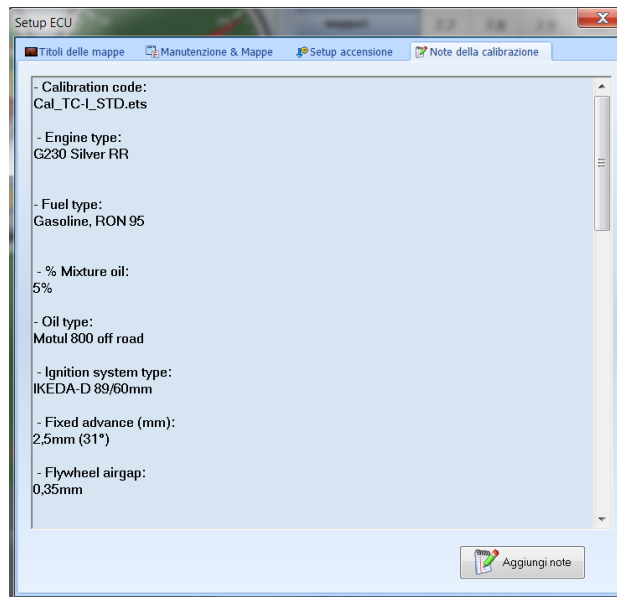 Setup ECU
Titoli delle mappe
Manutenzione & Mappe
Setup accensione
Note della calibrazione
- Calibration code:
Cal_TC-I_STD.ets
- Engine type:
G230 Silver RR
- Fuel type:
Gasoline, RON 95
- % Mixture oil:
5%
- Oil type:
Motul 800 off road
- Ignition system type:
IKEDA-D 89/60mm
- Fixed advance (mm):
2,5mm (31°)
- Flywheel airgap:
0,35mm
Aggiungi note